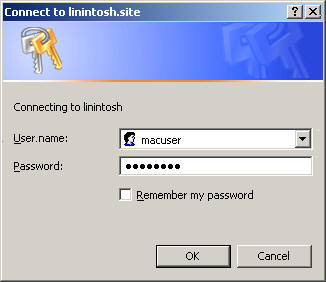 Connect to linintosh.site
Connecting to linintosh
User.name: macuser
Password: ●●●●●●●●
Remember my password
OK Cancel